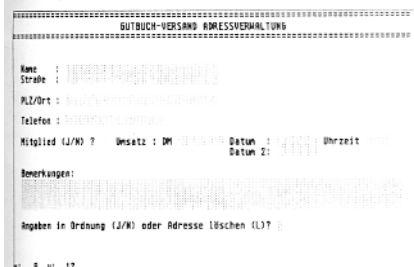 GUTBUCH-VERSAND ADRESSVERWALTUNG
Name :
Straße :
PLZ/Ort :
Telefon :
Mitglied (J/N) ? Umsatz : DM Datum : Uhrzeit
Datum 2:
Bemerkungen:
Angaben in Ordnung (J/N) oder Adresse löschen (L)?